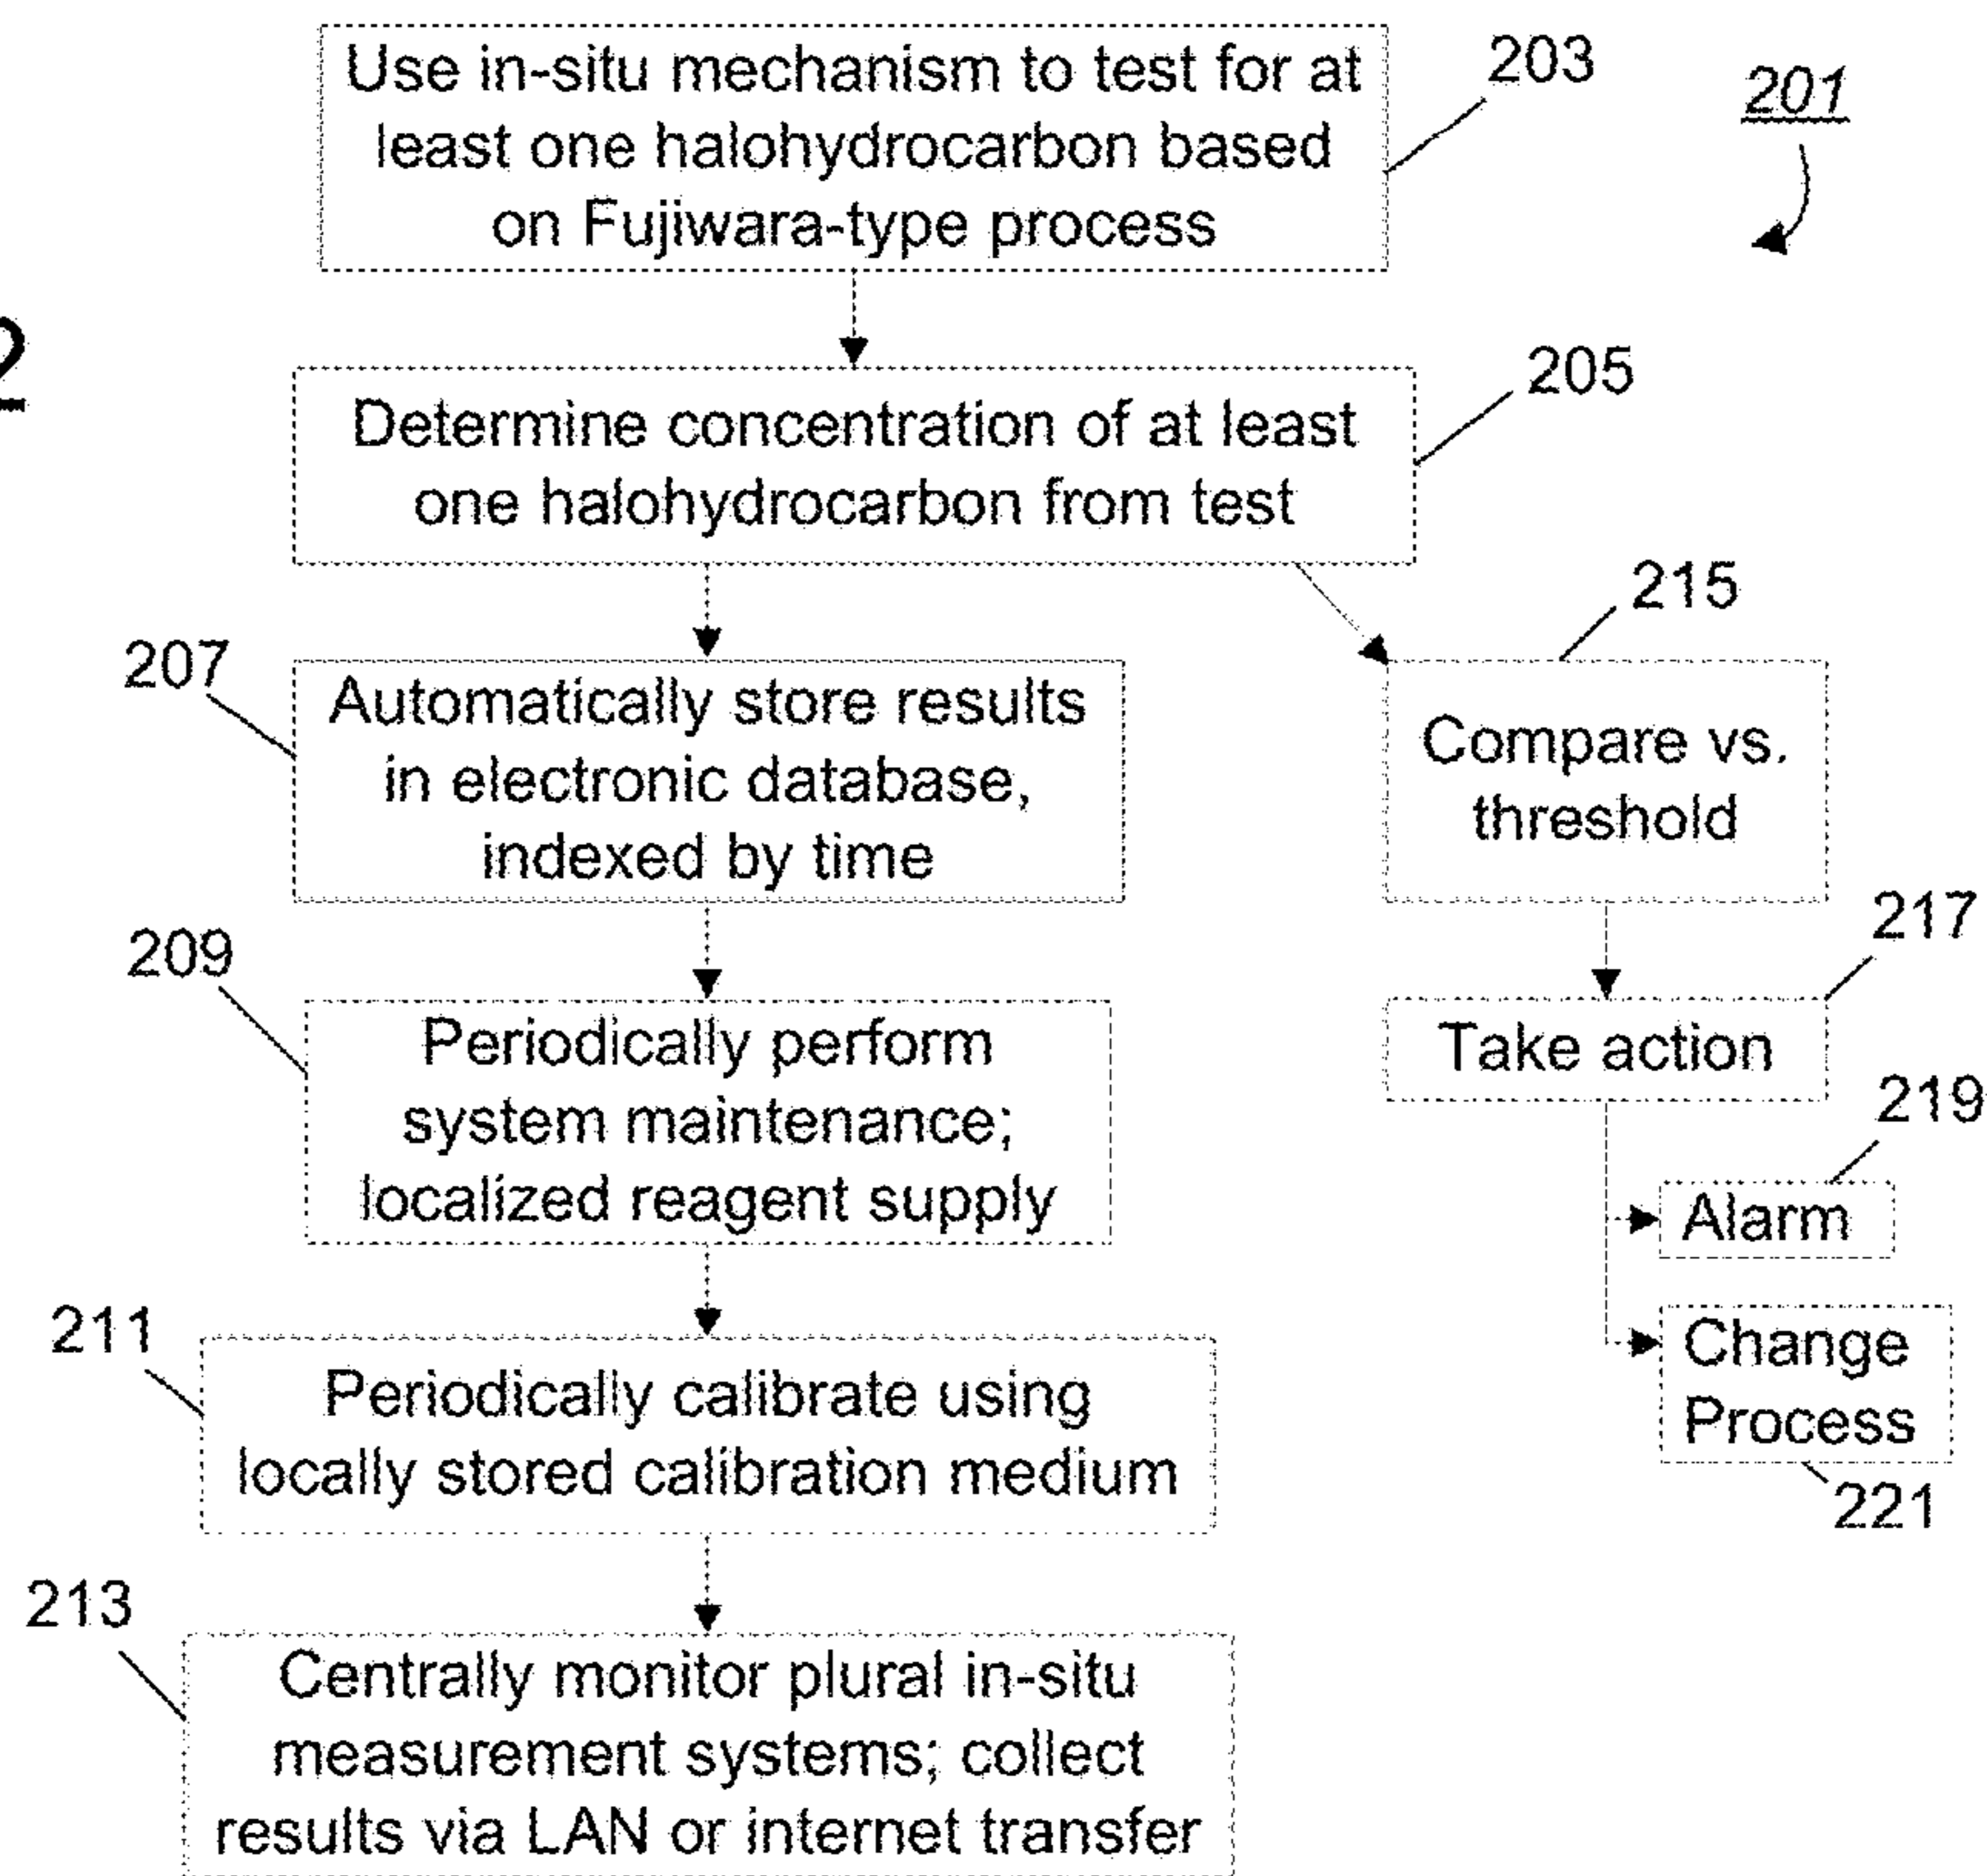 Use in-situ mechanism to test for at
least one halohydrocarbon based
on Fujiwara-type process
203
201
2
Determine concentration of at least
one halohydrocarbon from test
205
207
Automatically store results
in electronic database,
indexed by time
215
Compare vs.
threshold
209
Periodically perform
system maintenance;
localized reagent supply
217
Take action
219
Alarm
Change
Process
221
211
Periodically calibrate using
locally stored calibration medium
213
Centrally monitor plural in-situ
measurement systems; collect
results via LAN or internet transfer